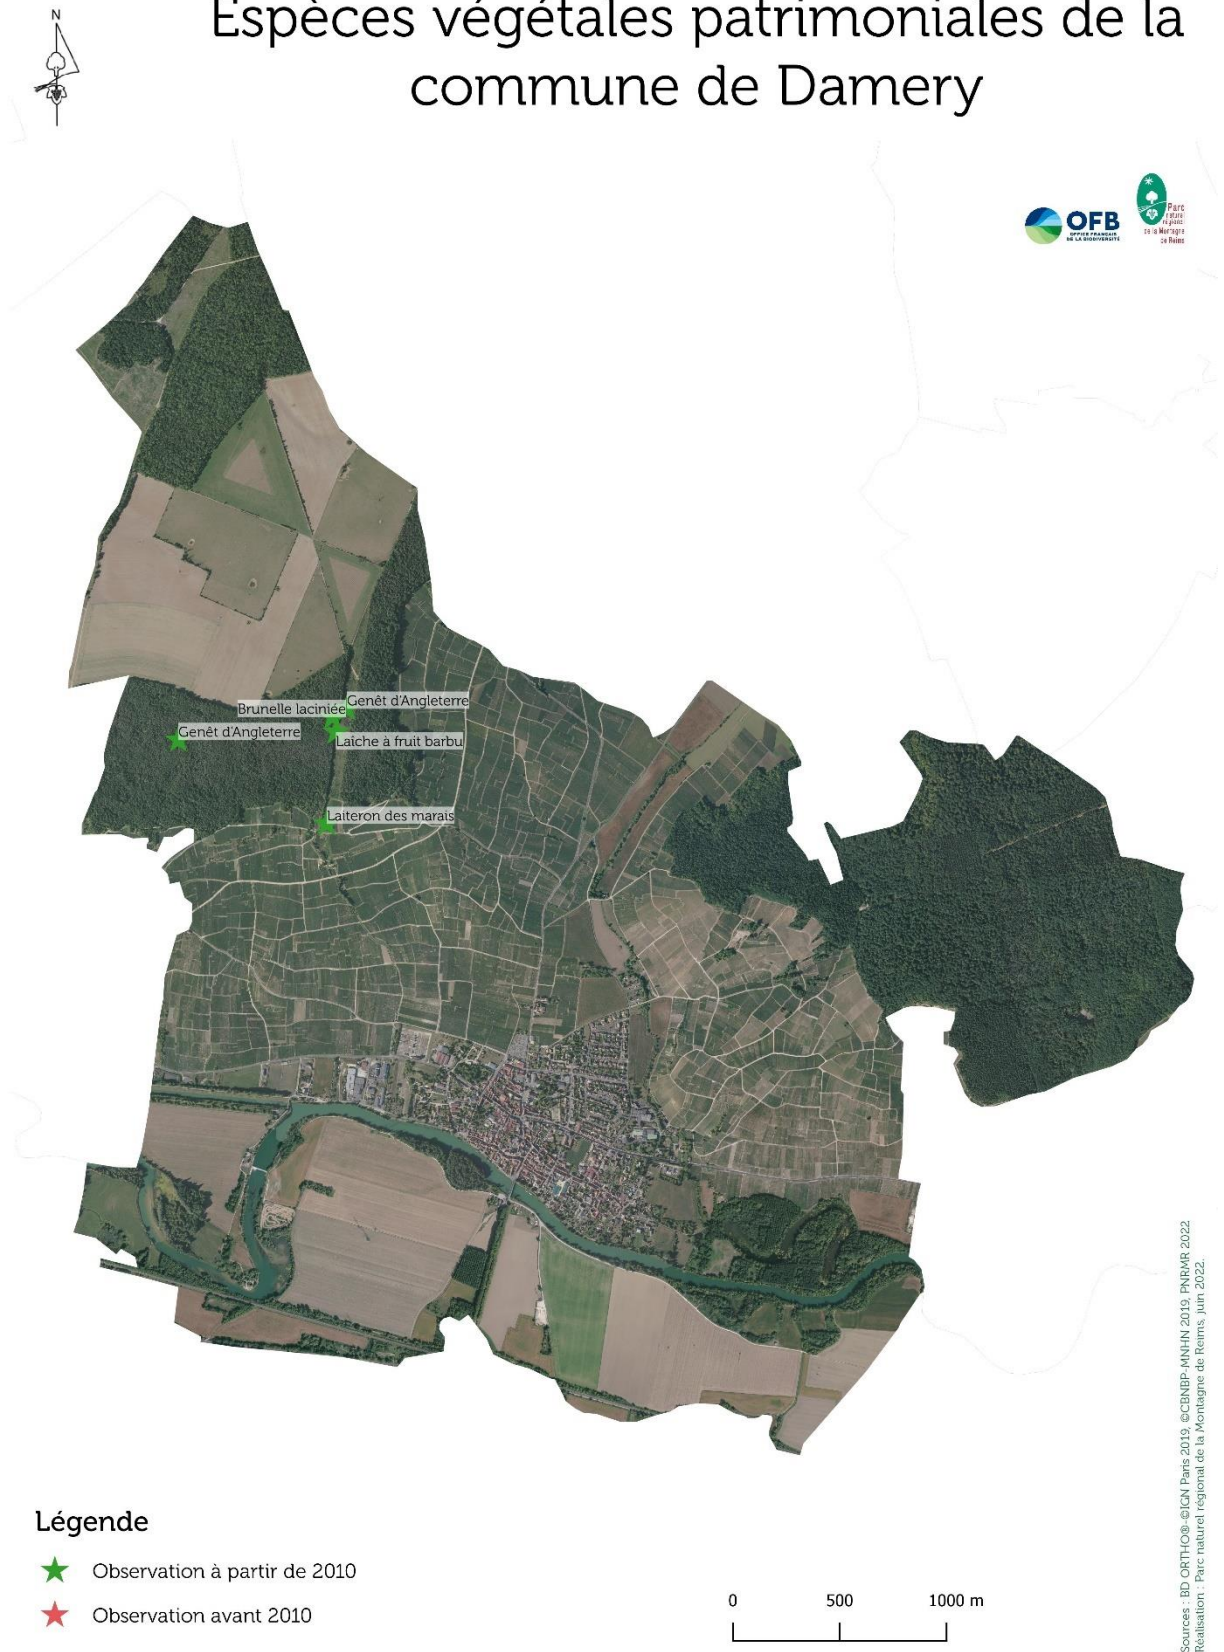 N
Espèces végétales patrimoniales de la
commune de Damery
OFB
OFFICE FRANÇAIS
DE LA BIODIVERSITÉ
Parc
naturel
régional
de la Montagne
de Reims
Genêt d'Angleterre
Brunelle laciniée
Genêt d'Angleterre
Laîche à fruit barbu
Laiteron des marais
Légende
Observation à partir de 2010
Observation avant 2010
0 500 1000 m
Sources : BD ORTHO®-©IGN Paris 2019, ©CBNBP-MNHN 2019, PNRMR 2022
Réalisation : Parc naturel régional de la Montagne de Reims, juin 2022.